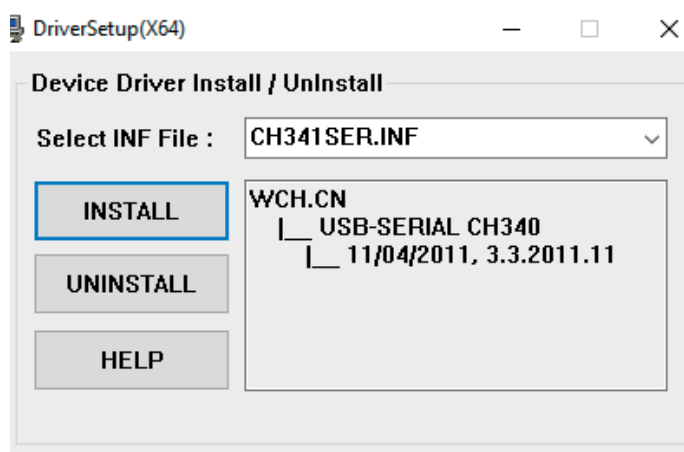 DriverSetup(X64)
Device Driver Install / UnInstall
Select INF File :
CH341SER.INF
INSTALL
WCH.CN
|__ USB-SERIAL CH340
|__ 11/04/2011, 3.3.2011.11
UNINSTALL
HELP